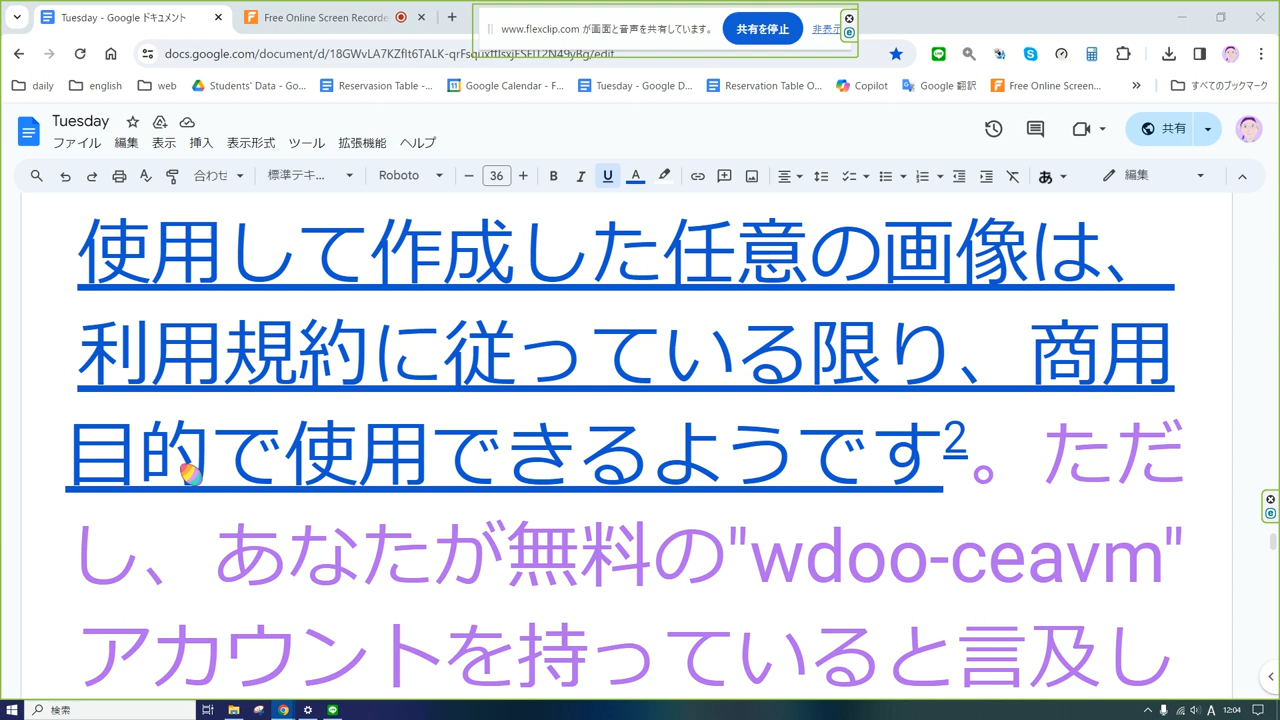 Tuesday - Google ドキュメント
Free Online Screen Recorde
www.flexclip.com が画面と音声を共有しています。
共有を停止
非表示
daily
english
web
Students' Data - Go...
Reservasion Table -...
Google Calendar - F...
Tuesday - Google D...
Reservation Table O...
Copilot
Google 翻訳
Free Online Screen...
すべてのブックマーク
Tuesday
共有
ファイル 編集 表示 挿入 表示形式 ツール 拡張機能 ヘルプ
合わせ
標準テキ...
Roboto
36
B I U A
あ
編集
使用して作成した任意の画像は、
利用規約に従っている限り、商用
目的で使用できるようです2。ただ
し、あなたが無料の"wdoo-ceavm"
アカウントを持っていると言及し
検索
A
12:04